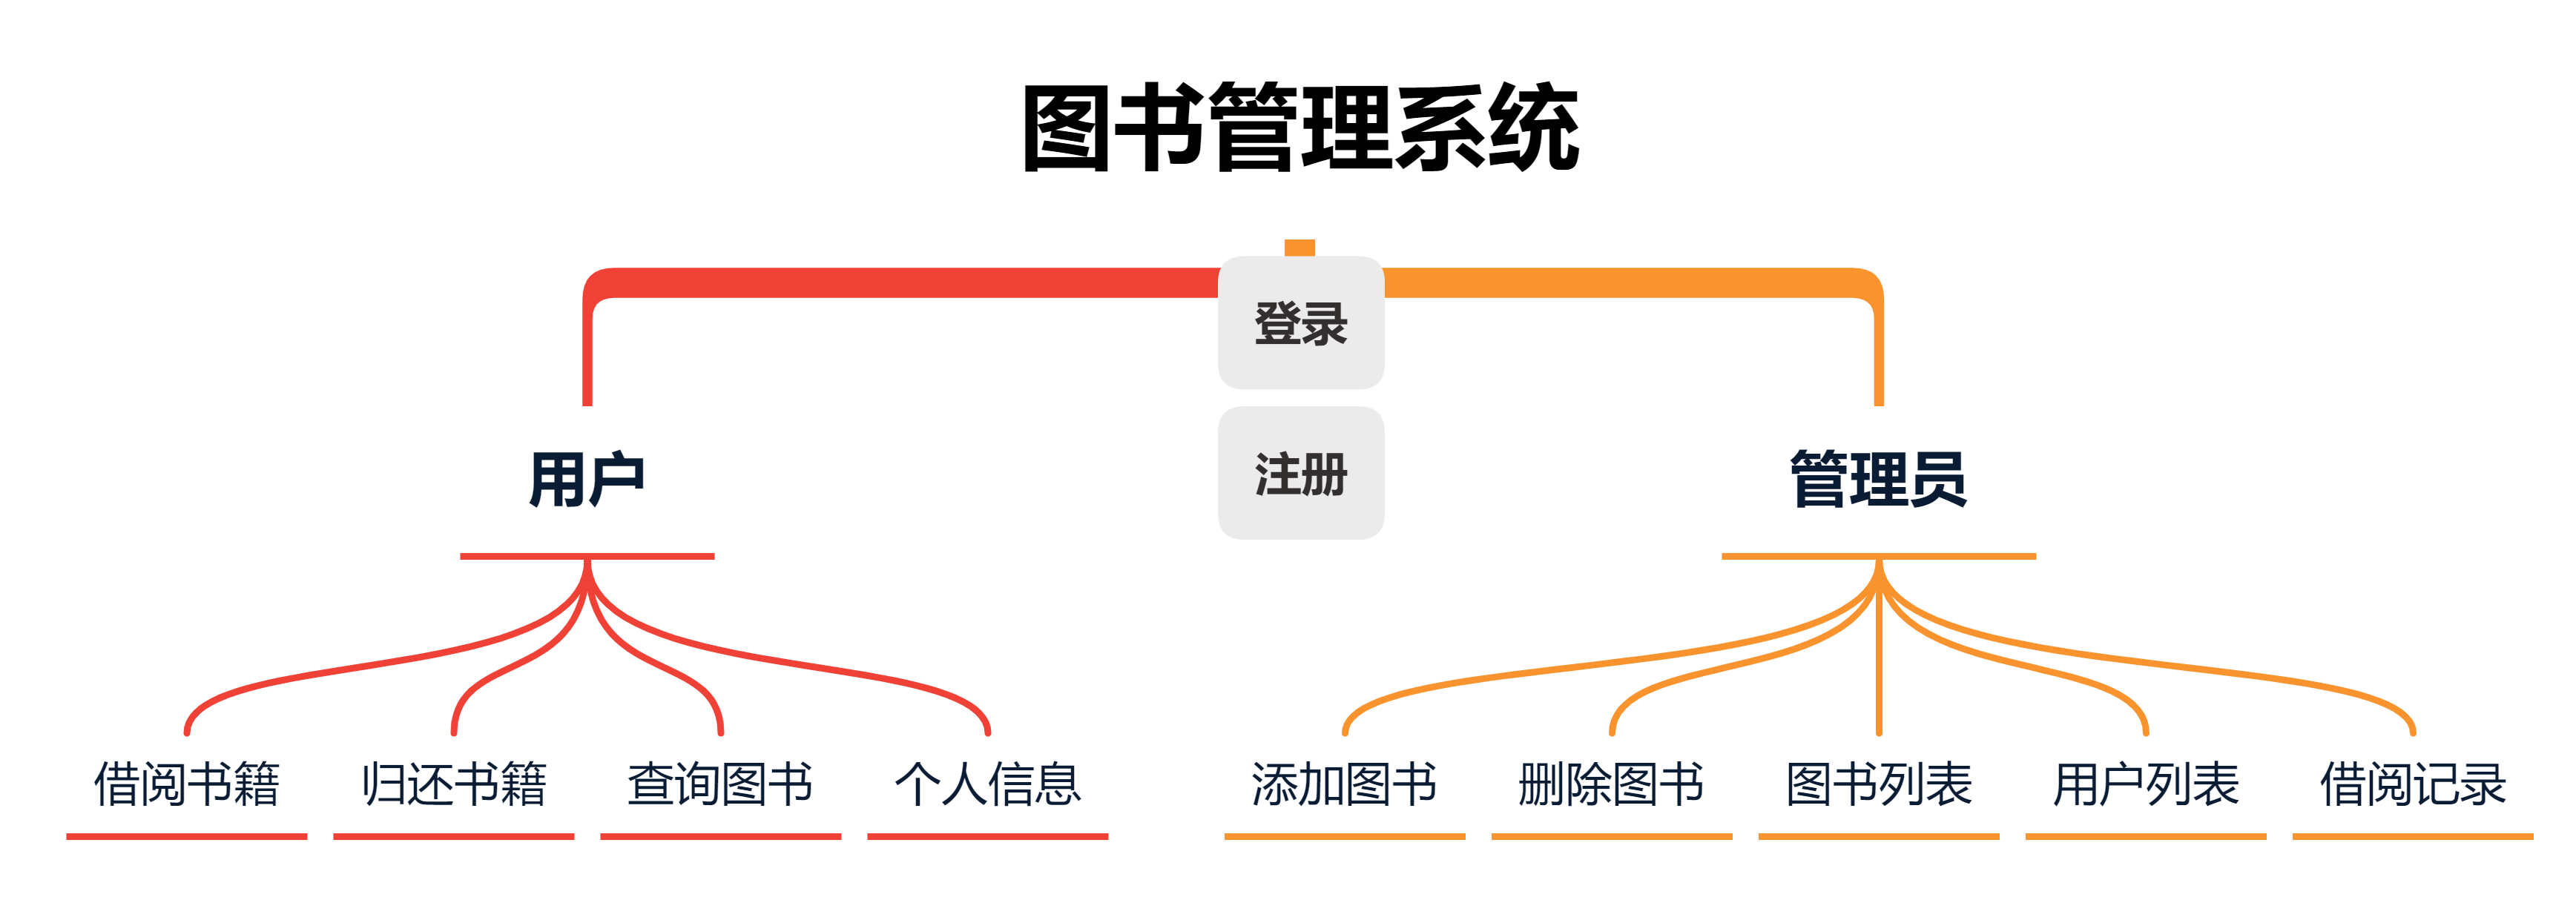 图书管理系统
登录
注册
用户
管理员
借阅书籍
归还书籍
查询图书
个人信息
添加图书
删除图书
图书列表
用户列表
借阅记录